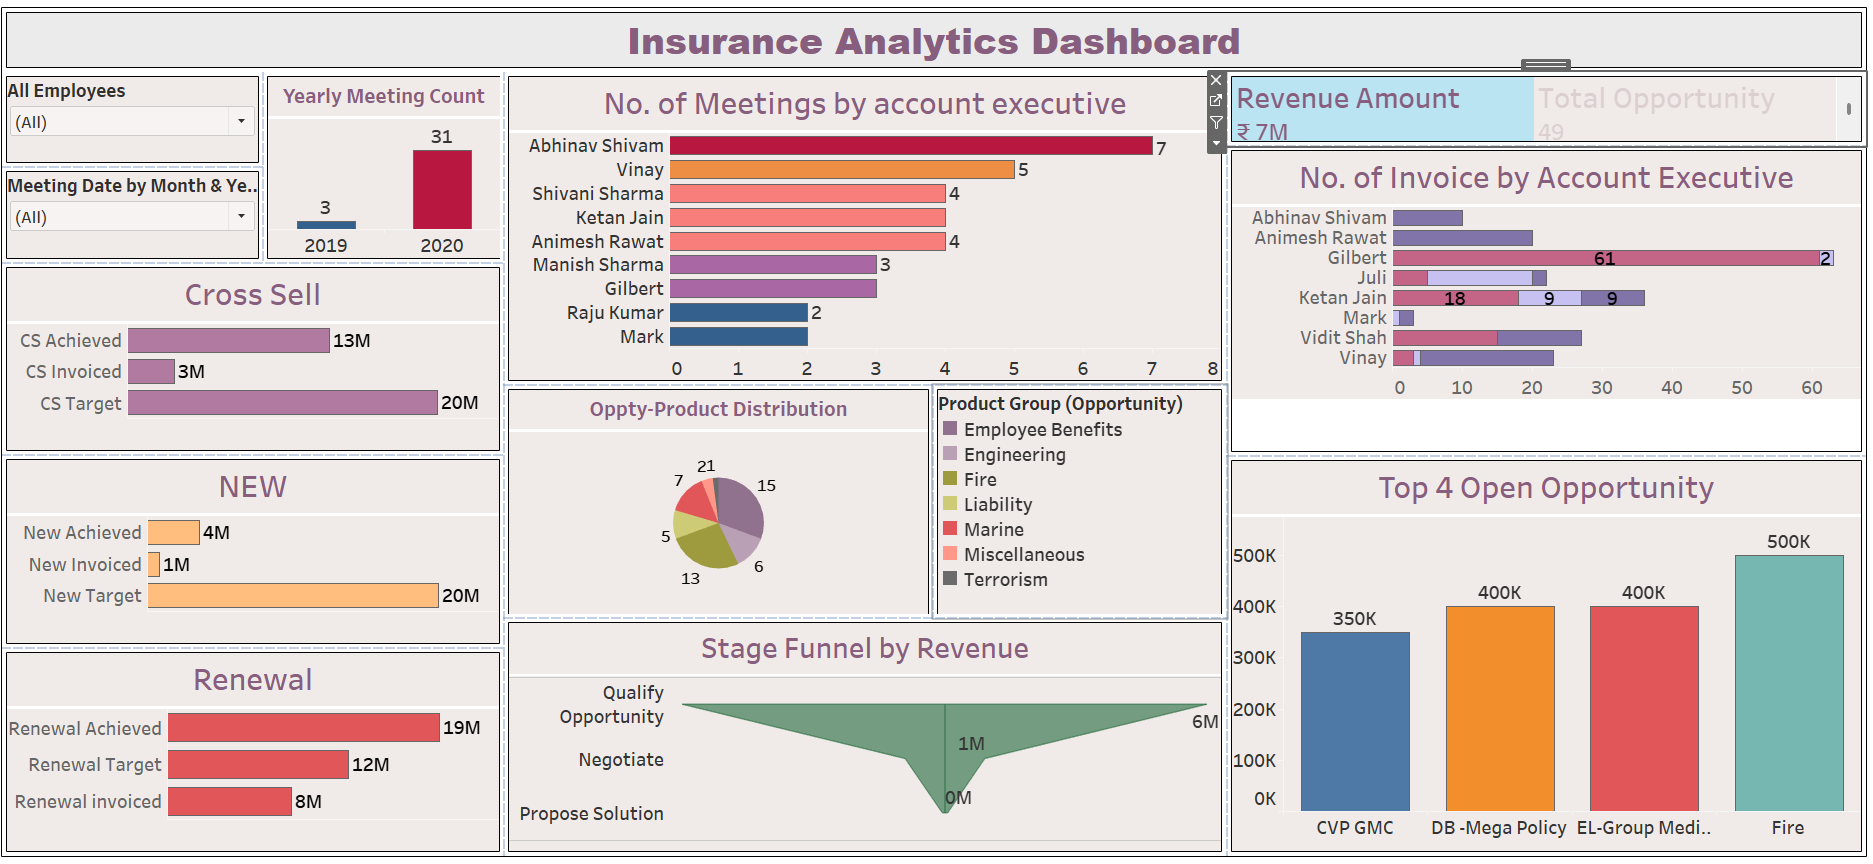 Insurance Analytics Dashboard
All Employees
(All)
Meeting Date by Month & Ye..
(All)
Yearly Meeting Count
31
3
2019
2020
Cross Sell
CS Achieved
13M
CS Invoiced
3M
CS Target
20M
NEW
New Achieved
4M
New Invoiced
1M
New Target
20M
Renewal
Renewal Achieved
19M
Renewal Target
12M
Renewal invoiced
8M
No. of Meetings by account executive
Abhinav Shivam
7
Vinay
5
Shivani Sharma
4
Ketan Jain
Animesh Rawat
4
Manish Sharma
3
Gilbert
Raju Kumar
2
Mark
0 1 2 3 4 5 6 7 8
Oppty-Product Distribution
21
7
15
5
6
13
Product Group (Opportunity)
Employee Benefits
Engineering
Fire
Liability
Marine
Miscellaneous
Terrorism
Stage Funnel by Revenue
Qualify
Opportunity
6M
Negotiate
1M
Propose Solution
0M
Revenue Amount
₹ 7M
Total Opportunity
49
No. of Invoice by Account Executive
Abhinav Shivam
Animesh Rawat
Gilbert
61 2
Juli
Ketan Jain
18 9 9
Mark
Vidit Shah
Vinay
0 10 20 30 40 50 60
Top 4 Open Opportunity
500K
400K
300K
200K
100K
0K
350K
400K
400K
500K
CVP GMC
DB -Mega Policy
EL-Group Medi..
Fire